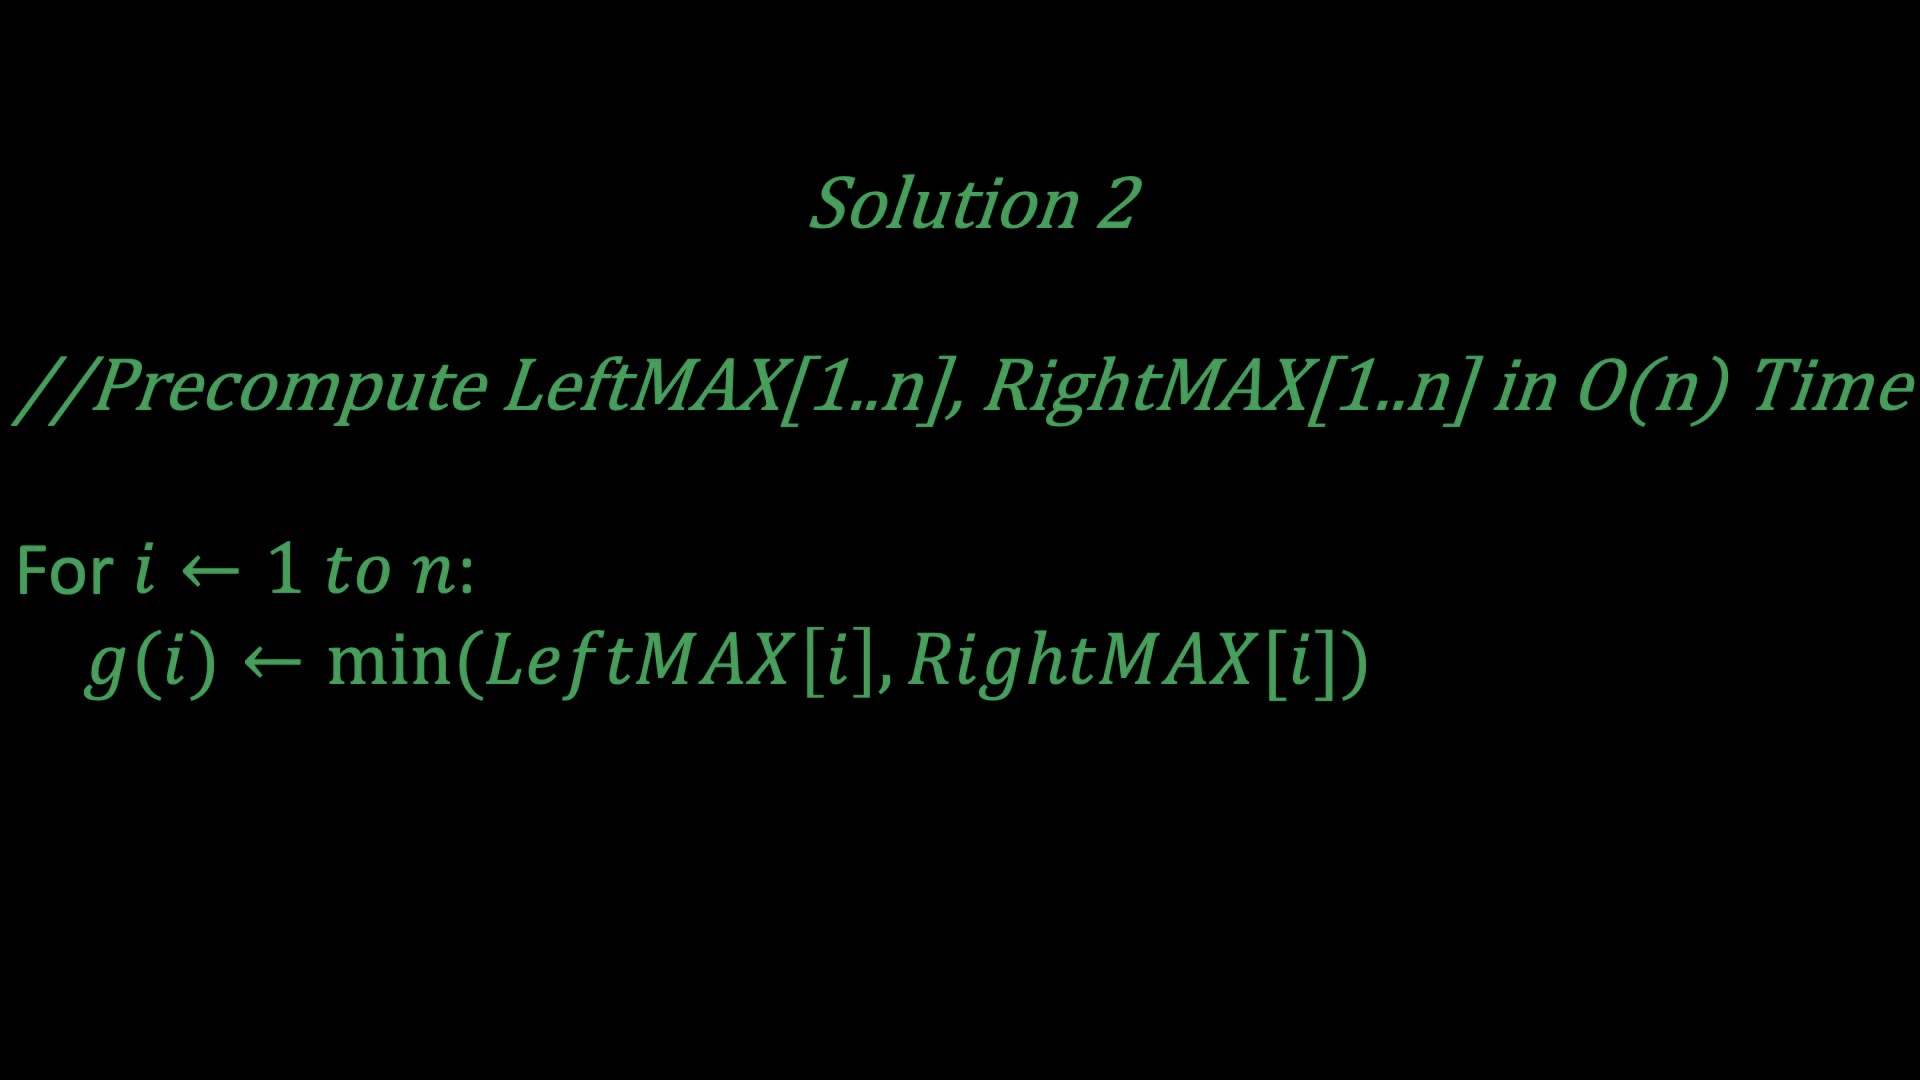 Solution 2
//Precompute LeftMAX[1..n], RightMAX[1..n] in O(n) Time
For i ← 1 to n:
g(i) ← min(LeftMAX[i], RightMAX[i])